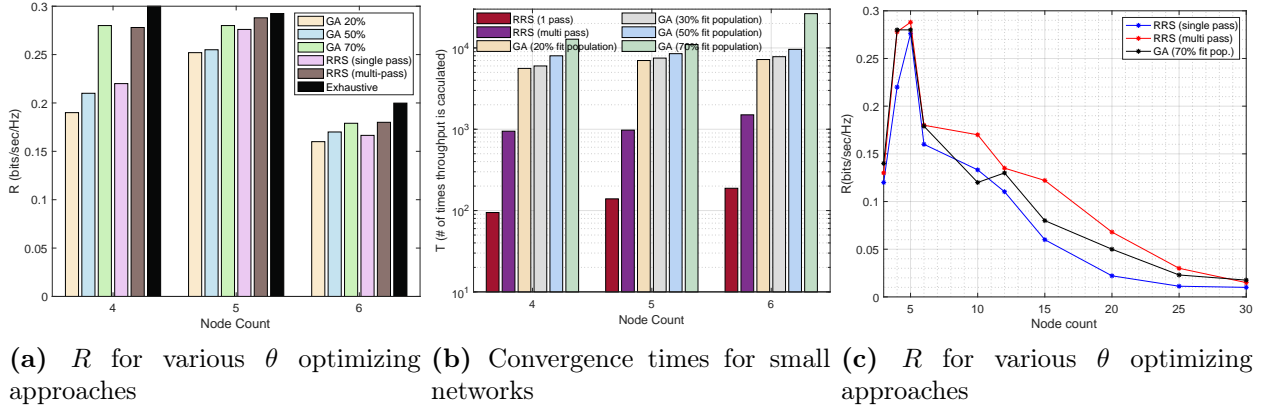 GA 20%
GA 50%
GA 70%
RRS (single pass)
RRS (multi-pass)
Exhaustive
R (bits/sec/Hz)
0.3
0.25
0.2
0.15
0.1
0.05
0
4 5 6
Node Count
(a) R for various θ optimizing
approaches
RRS (1 pass)
RRS (multi pass)
GA (20% fit population)
GA (30% fit population)
GA (50% fit population)
GA (70% fit population)
T (# of times throughput is caculated)
10^4
10^3
10^2
10^1
4 5 6
Node Count
(b) Convergence times for small
networks
RRS (single pass)
RRS (multi pass)
GA (70% fit pop.)
R(bits/sec/Hz)
0.3
0.25
0.2
0.15
0.1
0.05
0
5 10 15 20 25 30
Node count
(c) R for various θ optimizing
approaches